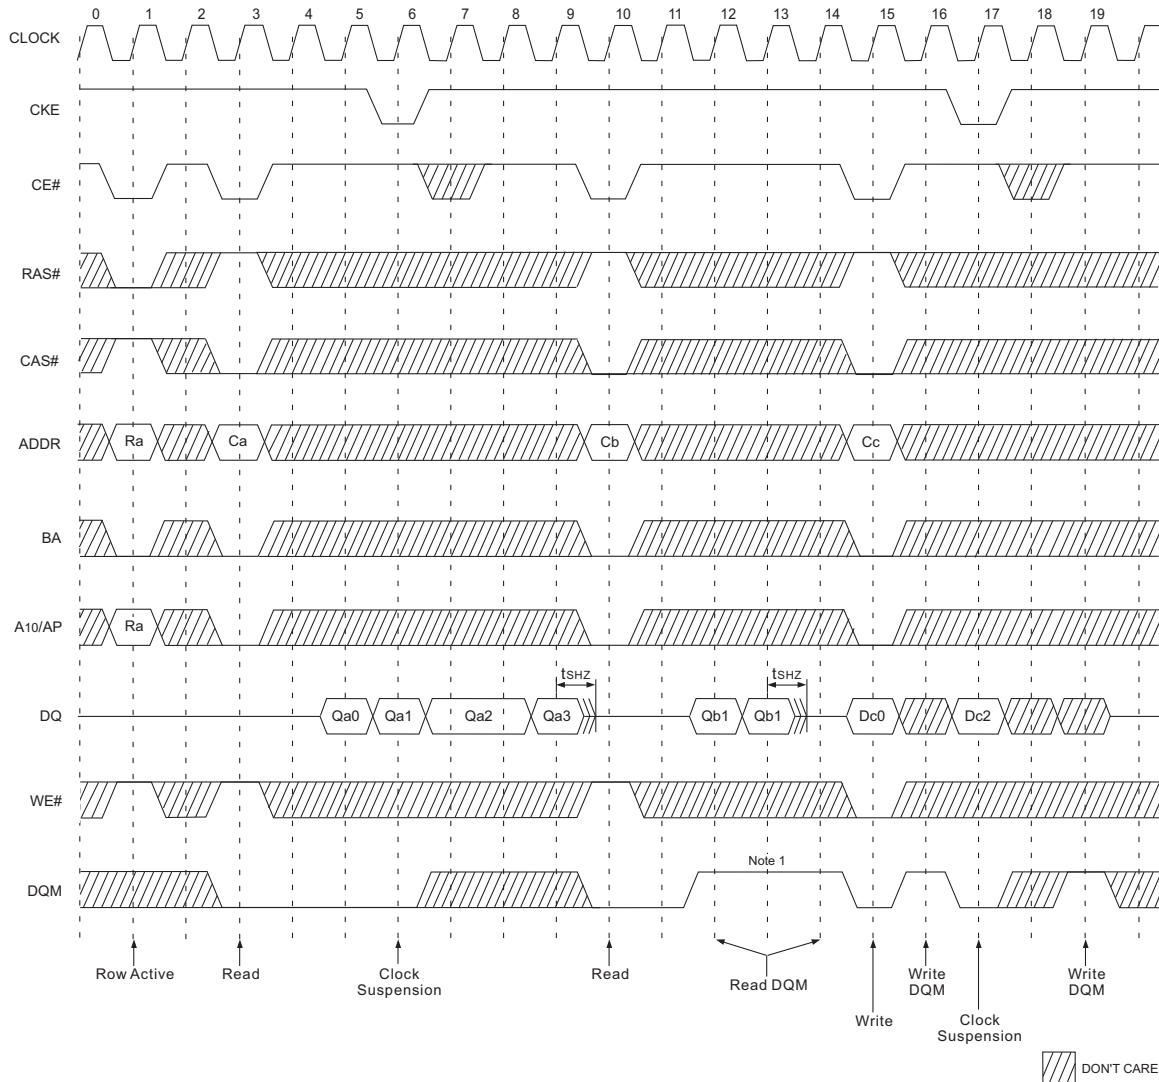 0 1 2 3 4 5 6 7 8 9 10 11 12 13 14 15 16 17 18 19
CLOCK
CKE
CE#
RAS#
CAS#
ADDR Ra Ca Cb Cc
BA
A10/AP Ra
tSHZ tSHZ
DQ Qa0 Qa1 Qa2 Qa3 Qb1 Qb1 Dc0 Dc2
WE#
Note 1
DQM
Row Active Read Clock Suspension Read Read DQM Write DQM Write DQM
Write Clock Suspension
DON'T CARE